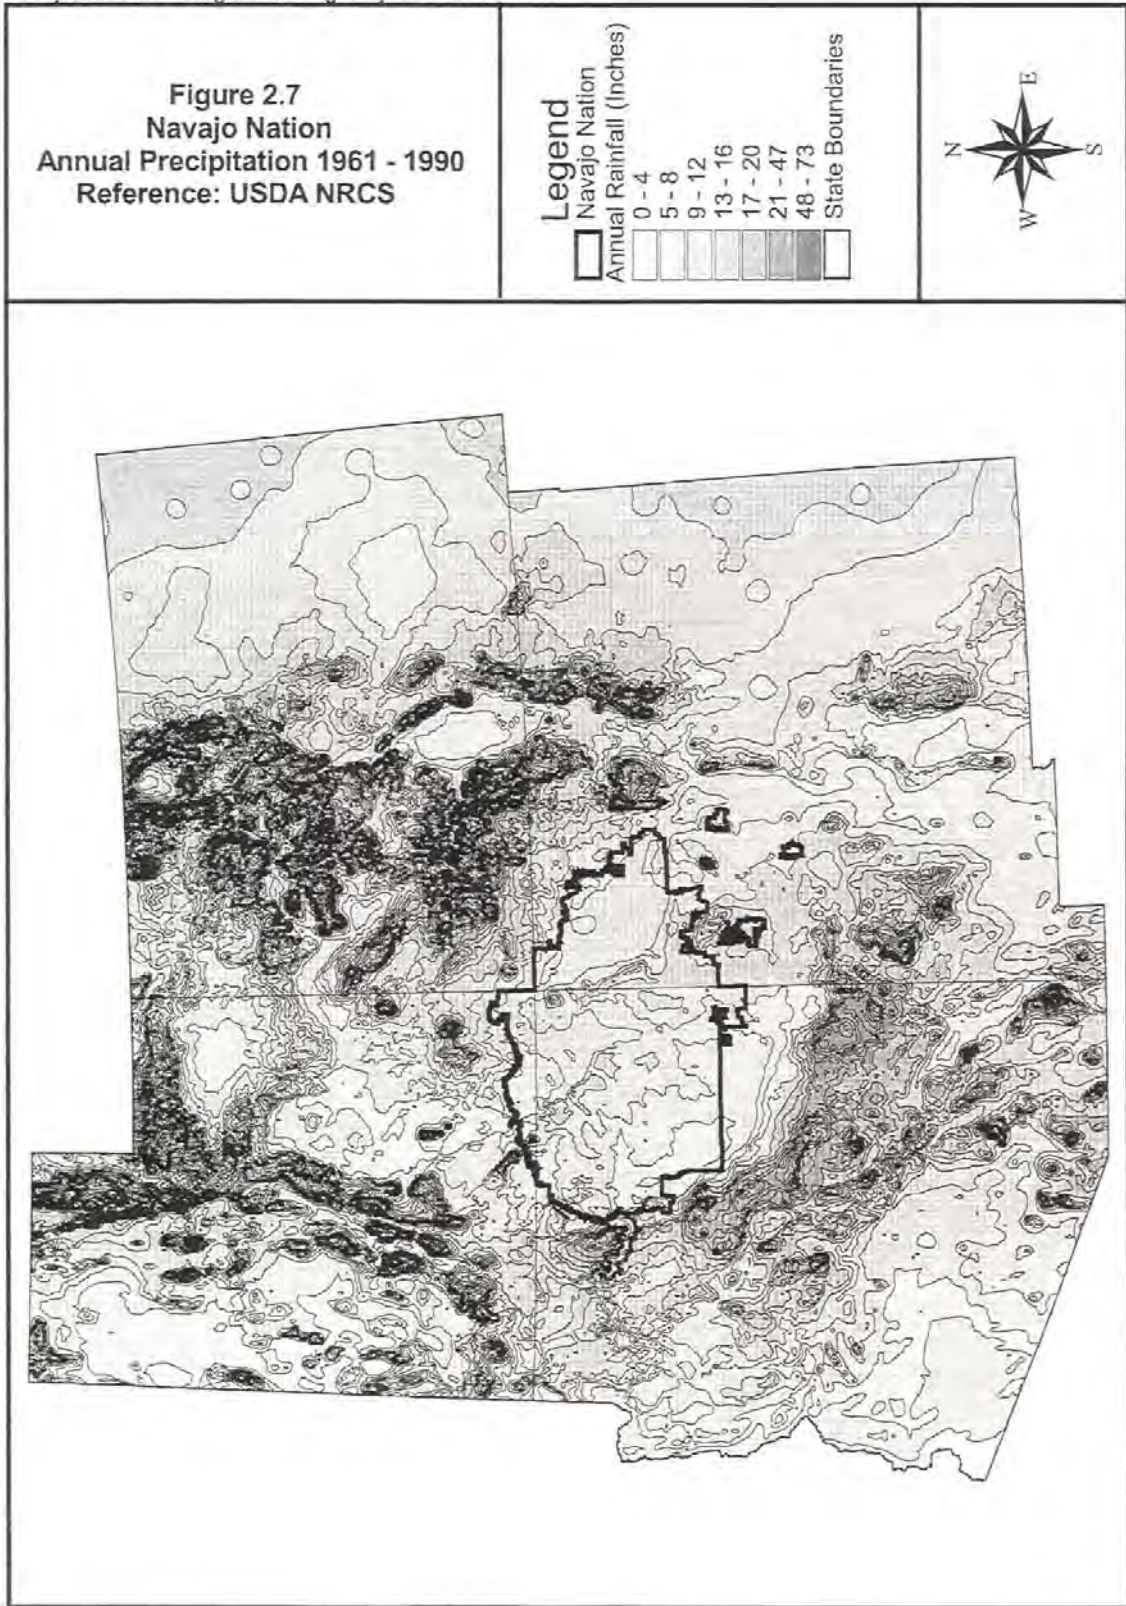 Figure 2.7
Navajo Nation
Annual Precipitation 1961 - 1990
Reference: USDA NRCS
Legend
Navajo Nation
Annual Rainfall (Inches)
0 - 4
5 - 8
9 - 12
13 - 16
17 - 20
21 - 47
48 - 73
State Boundaries
N
E
W
S